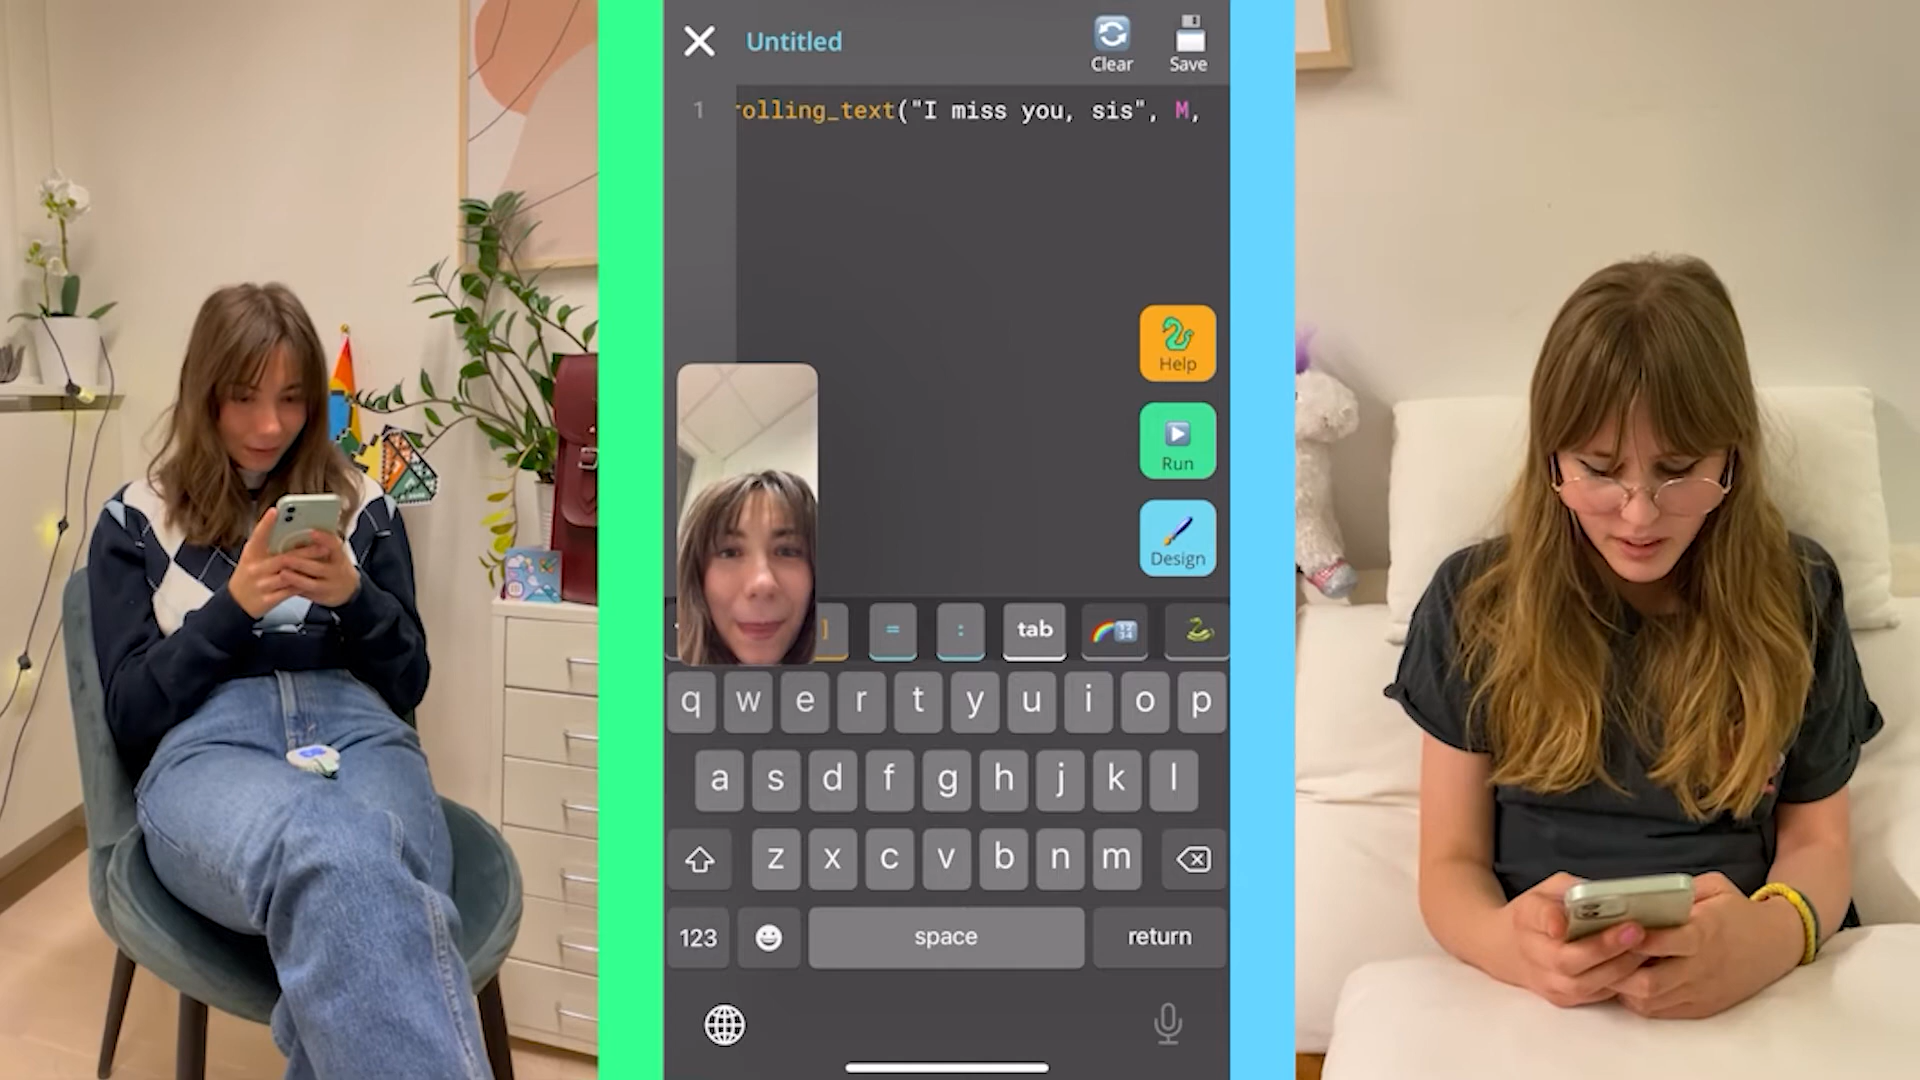 Untitled
Clear
Save
1
rolling_text("I miss you, sis", M,
Help
Run
Design
] = : tab
q w e r t y u i o p
a s d f g h j k l
z x c v b n m
123 space return